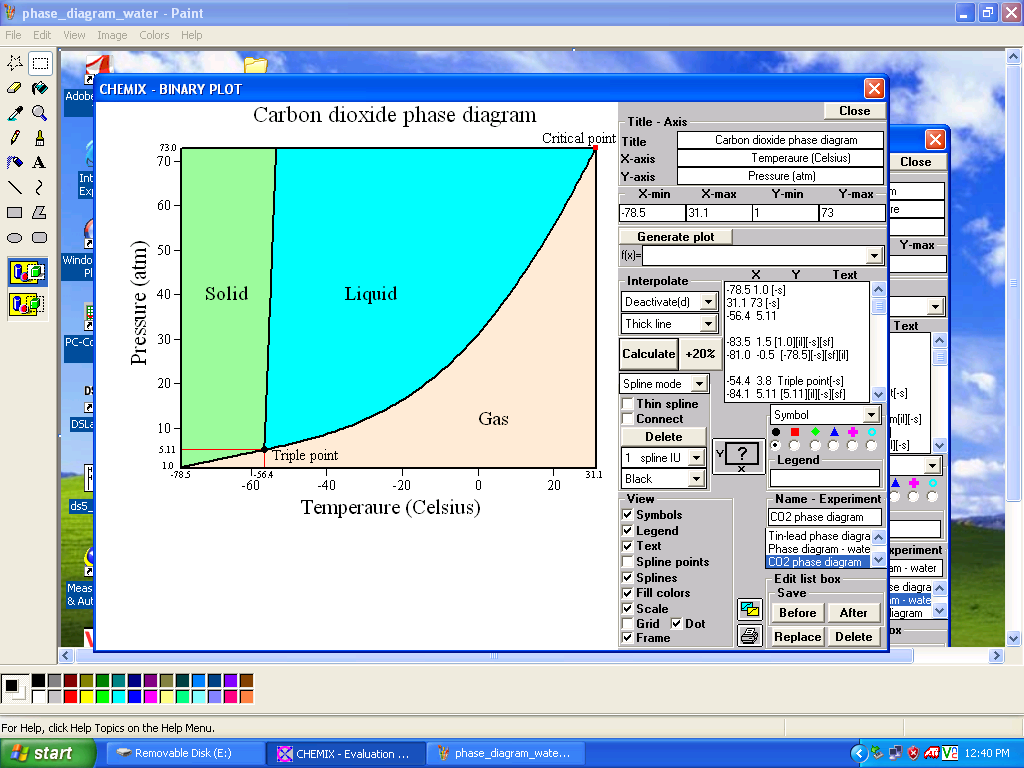 phase_diagram_water - Paint
File Edit View Image Colors Help
Adobe
CHEMIX - BINARY PLOT
Carbon dioxide phase diagram
Critical point
73.0
70
60
50
40
30
20
10
5.11
1.0
Pressure (atm)
Solid
Liquid
Gas
Triple point
-78.5
-60
-56.4
-40
-20
0
20
31.1
Temperaure (Celsius)
Close
Title - Axis
Title Carbon dioxide phase diagram
X-axis Temperaure (Celsius)
Y-axis Pressure (atm)
X-min X-max Y-min Y-max
-78.5 31.1 1 73
Generate plot
f(x)=
Interpolate
Deactivate(d)
Thick line
Calculate +20%
Spline mode
Thin spline
Connect
Delete
1 spline IU
Black
X Y Text
-78.5 1.0 [-s]
31.1 73 [-s]
-56.4 5.11
-83.5 1.5 [1.0][il][-s][sf]
-81.0 -0.5 [-78.5][-s][sf][il]
-54.4 3.8 Triple point[-s]
-84.1 5.11 [5.11][il][-s][sf]
Symbol
Y ? X
Legend
Name - Experiment
CO2 phase diagram
Tin-lead phase diagra
Phase diagram - wate
CO2 phase diagram
Edit list box
Save
Before After
Replace Delete
View
Symbols
Legend
Text
Spline points
Splines
Fill colors
Scale
Grid Dot
Frame
Close
Y-max
Text
xperiment
am - water
Int
Exp
Window
Pl
PC-Co
DSLa
ds5_
Meas
& Aut
For Help, click Help Topics on the Help Menu.
start
Removable Disk (E:)
CHEMIX - Evaluation ...
phase_diagram_wate...
12:40 PM